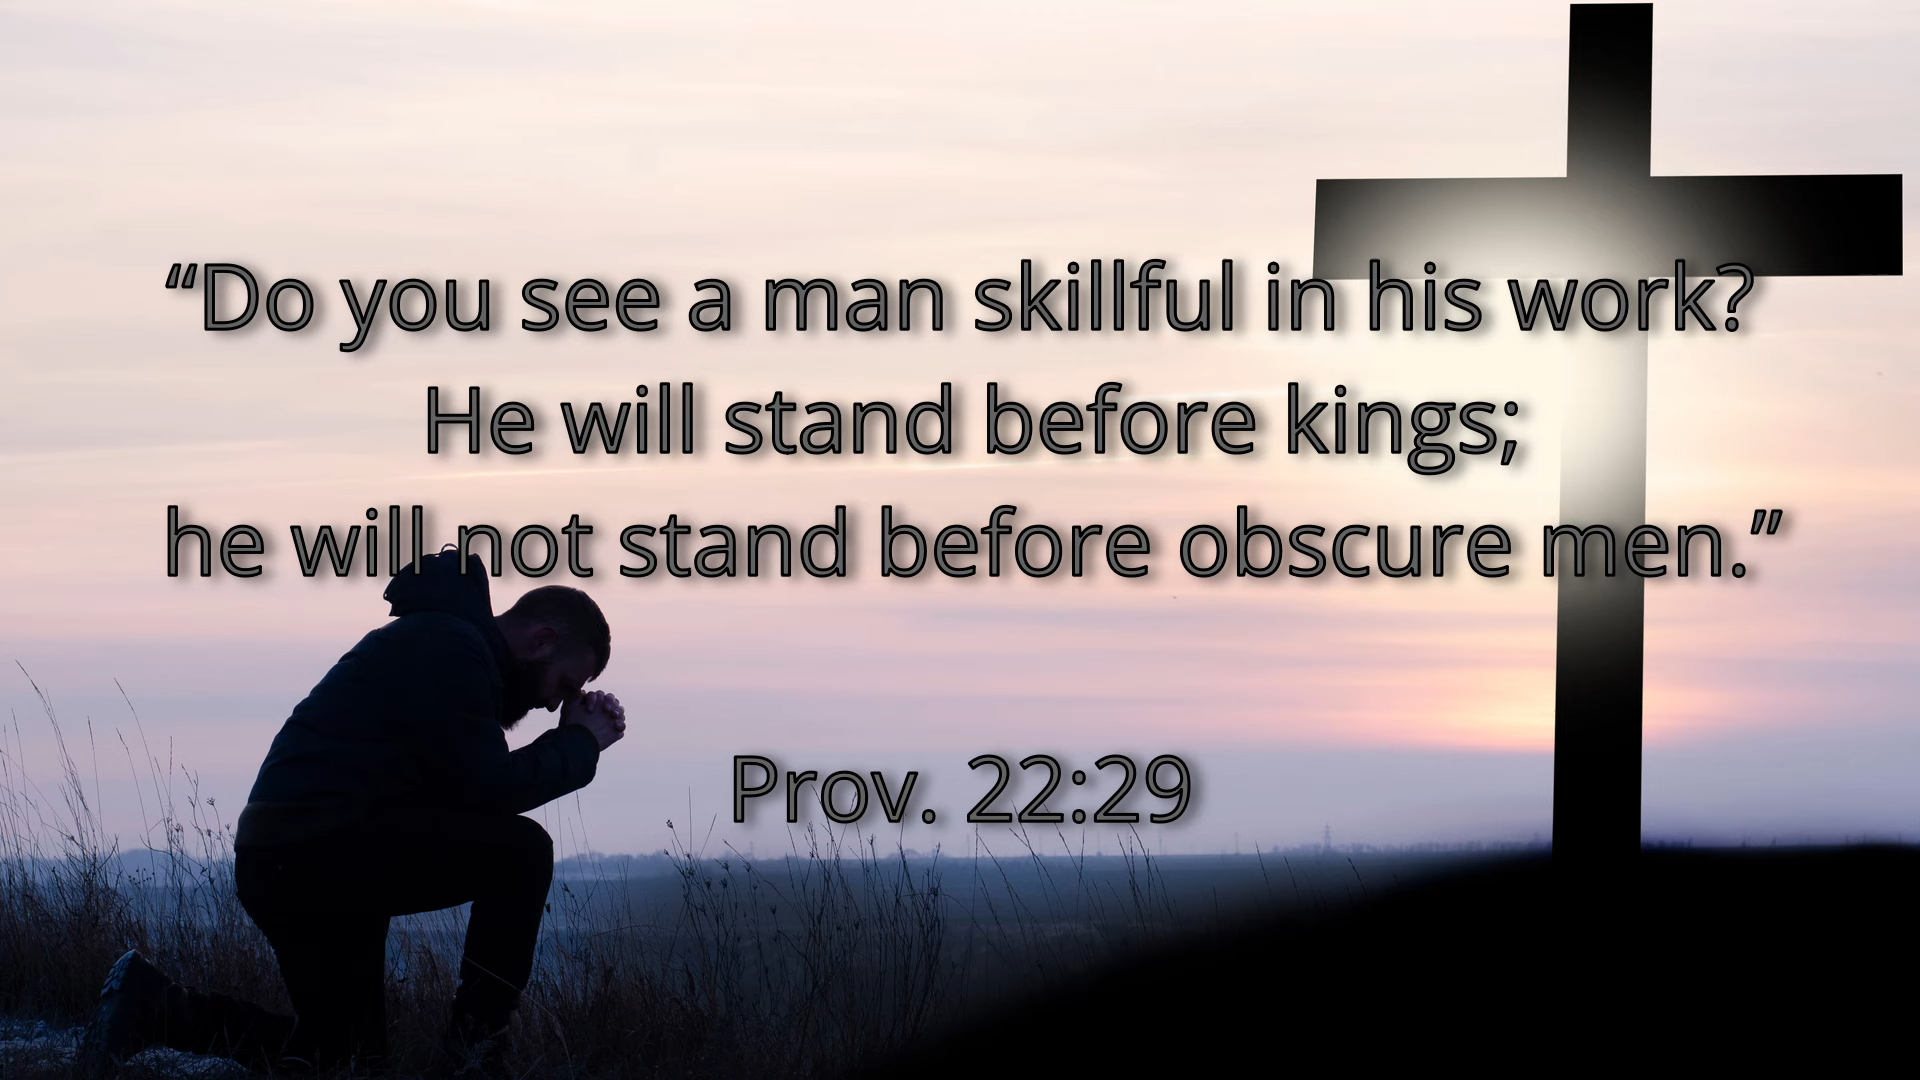 “Do you see a man skillful in his work?
He will stand before kings;
he will not stand before obscure men.”
Prov. 22:29